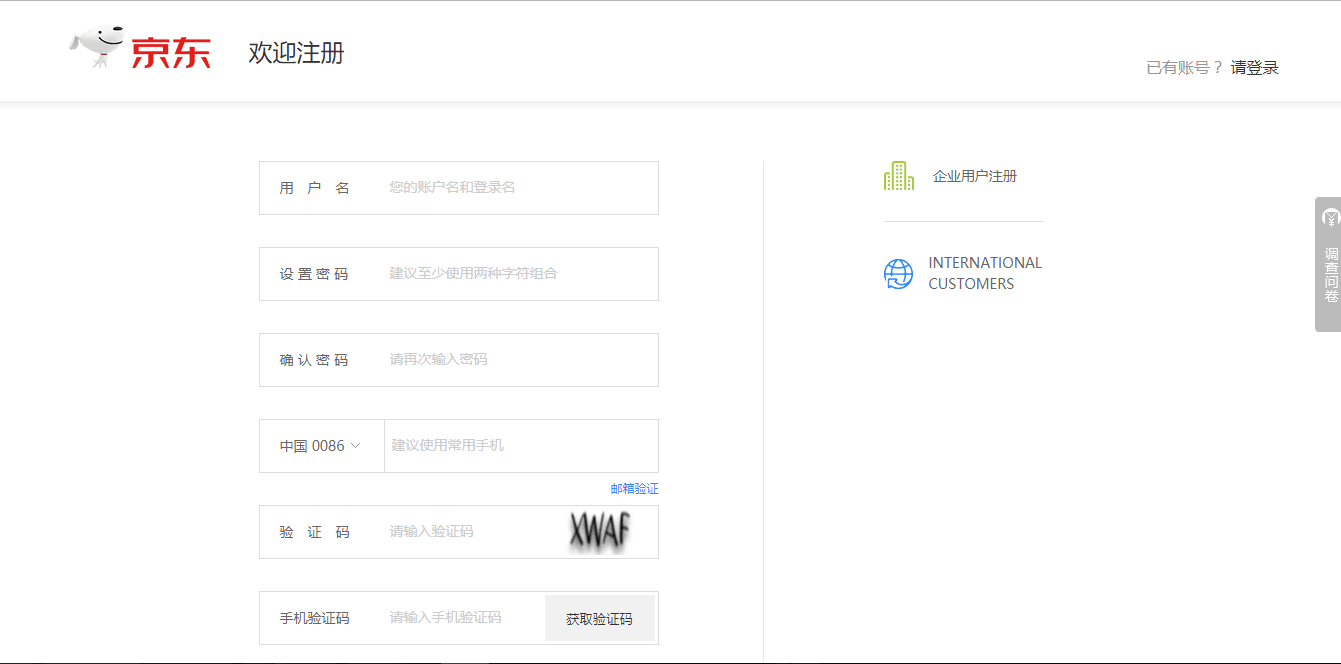 京东
欢迎注册
已有账号？ 请登录
用 户 名 您的账户名和登录名
设 置 密 码 建议至少使用两种字符组合
确 认 密 码 请再次输入密码
中国 0086 建议使用常用手机
邮箱验证
验 证 码 请输入验证码 XWAF
手机验证码 请输入手机验证码 获取验证码
企业用户注册
INTERNATIONAL
CUSTOMERS
调查问卷